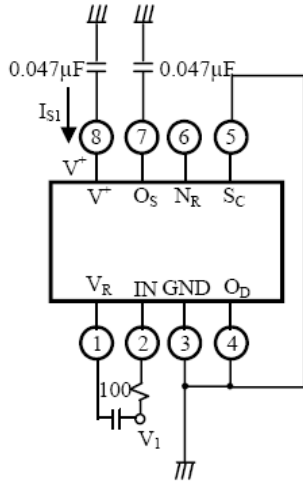 0.047μF 0.047μF
I_S1
8 7 6 5
V⁺
V⁺ O_S N_R S_C
V_R IN GND O_D
1 2 3 4
100
V₁